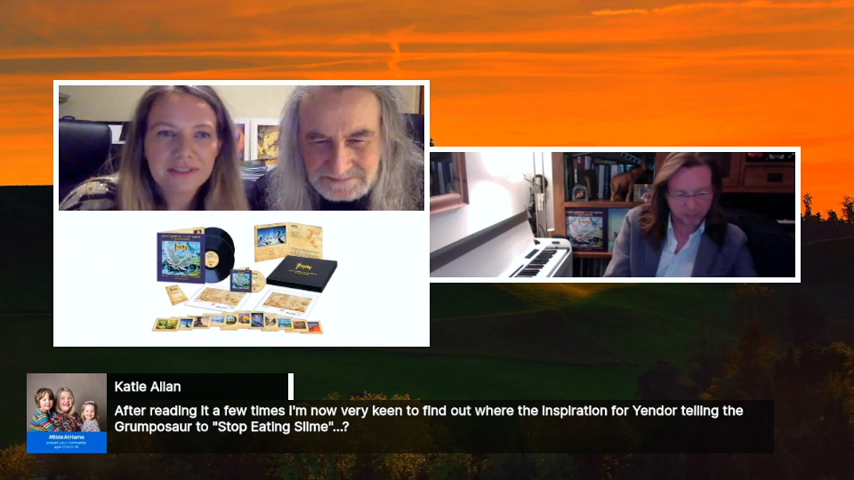 Katie Allan
After reading it a few times I'm now very keen to find out where the inspiration for Yendor telling the
Grumposaur to "Stop Eating Slime"...?